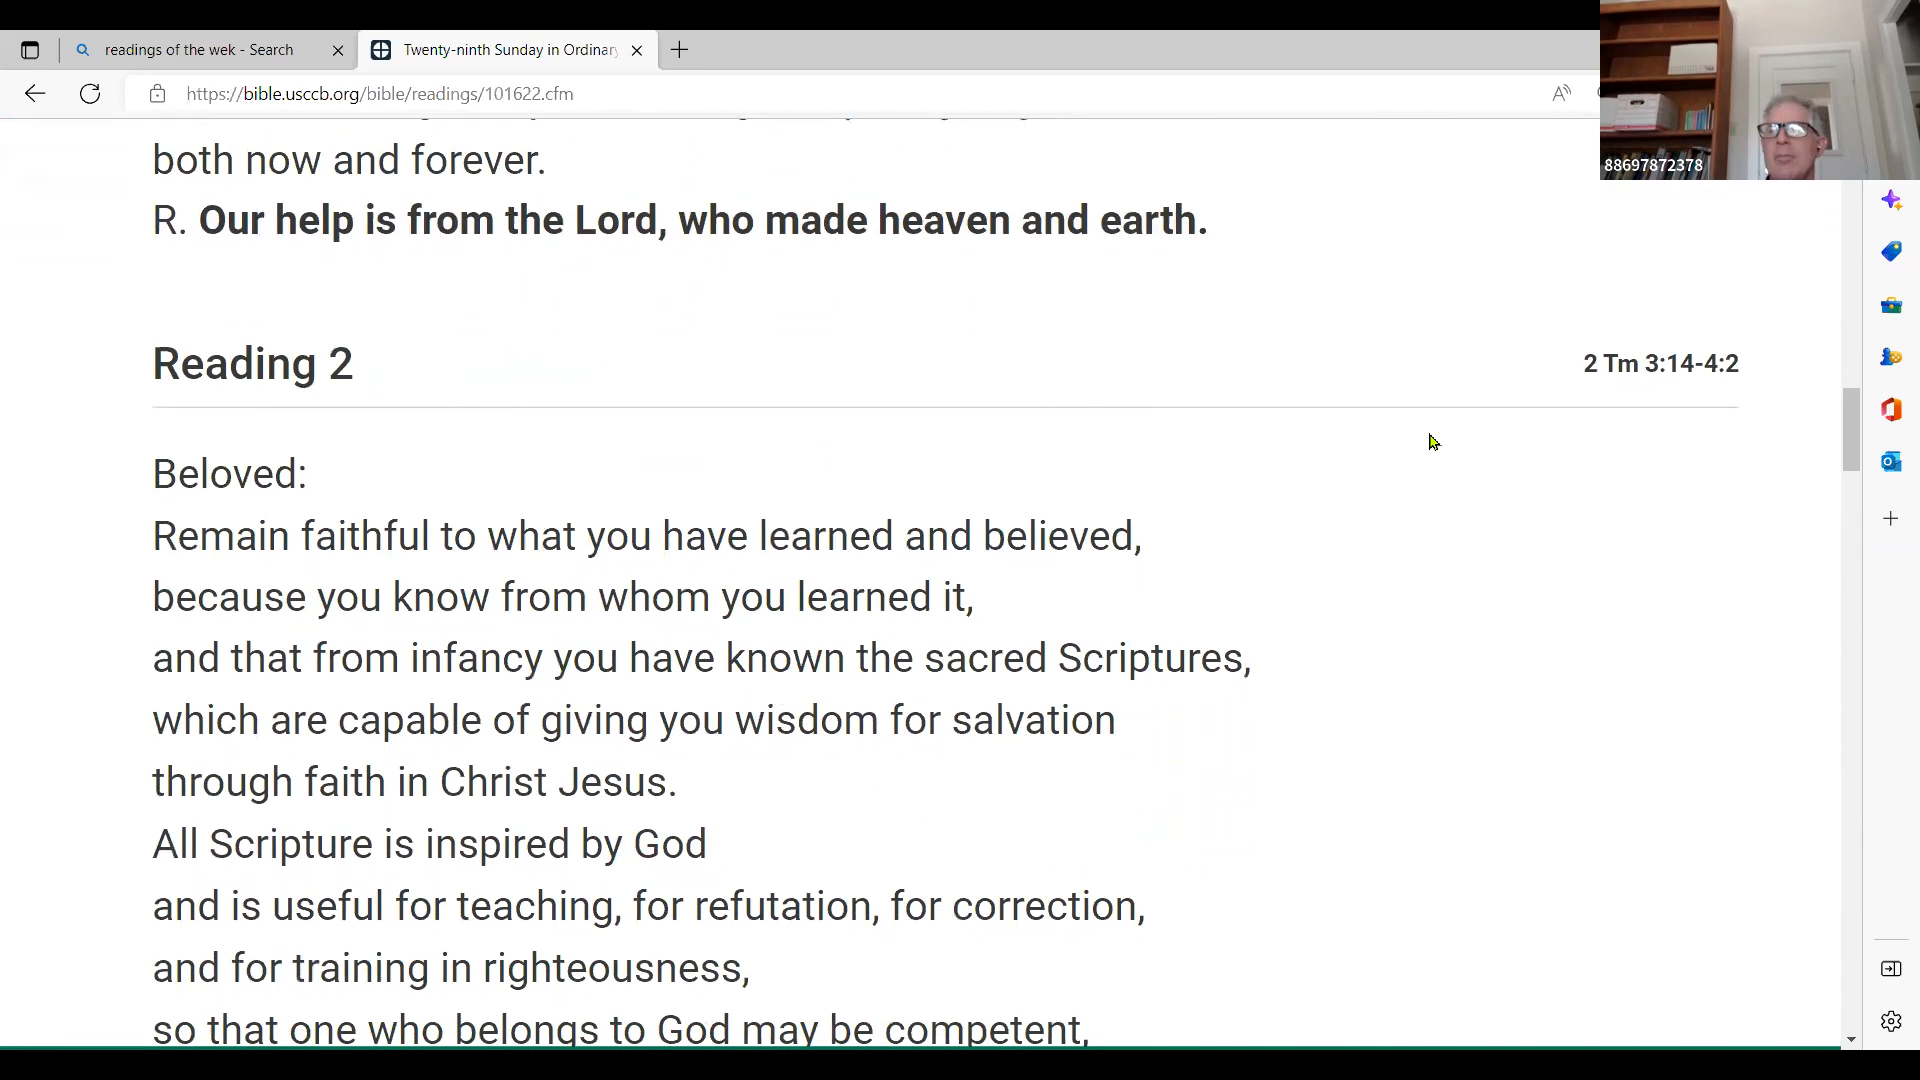 readings of the wek - Search
Twenty-ninth Sunday in Ordinar
https://bible.usccb.org/bible/readings/101622.cfm
88697872378
both now and forever.
R. Our help is from the Lord, who made heaven and earth.
Reading 2
2 Tm 3:14-4:2
Beloved:
Remain faithful to what you have learned and believed,
because you know from whom you learned it,
and that from infancy you have known the sacred Scriptures,
which are capable of giving you wisdom for salvation
through faith in Christ Jesus.
All Scripture is inspired by God
and is useful for teaching, for refutation, for correction,
and for training in righteousness,
so that one who belongs to God may be competent,